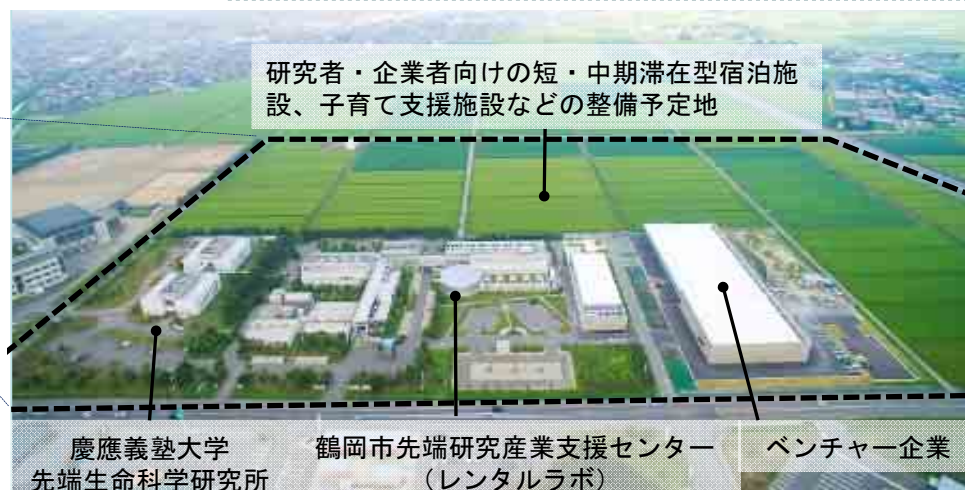 研究者・企業者向けの短・中期滞在型宿泊施
設、子育て支援施設などの整備予定地
慶應義塾大学
先端生命科学研究所
鶴岡市先端研究産業支援センター
（レンタルラボ）
ベンチャー企業